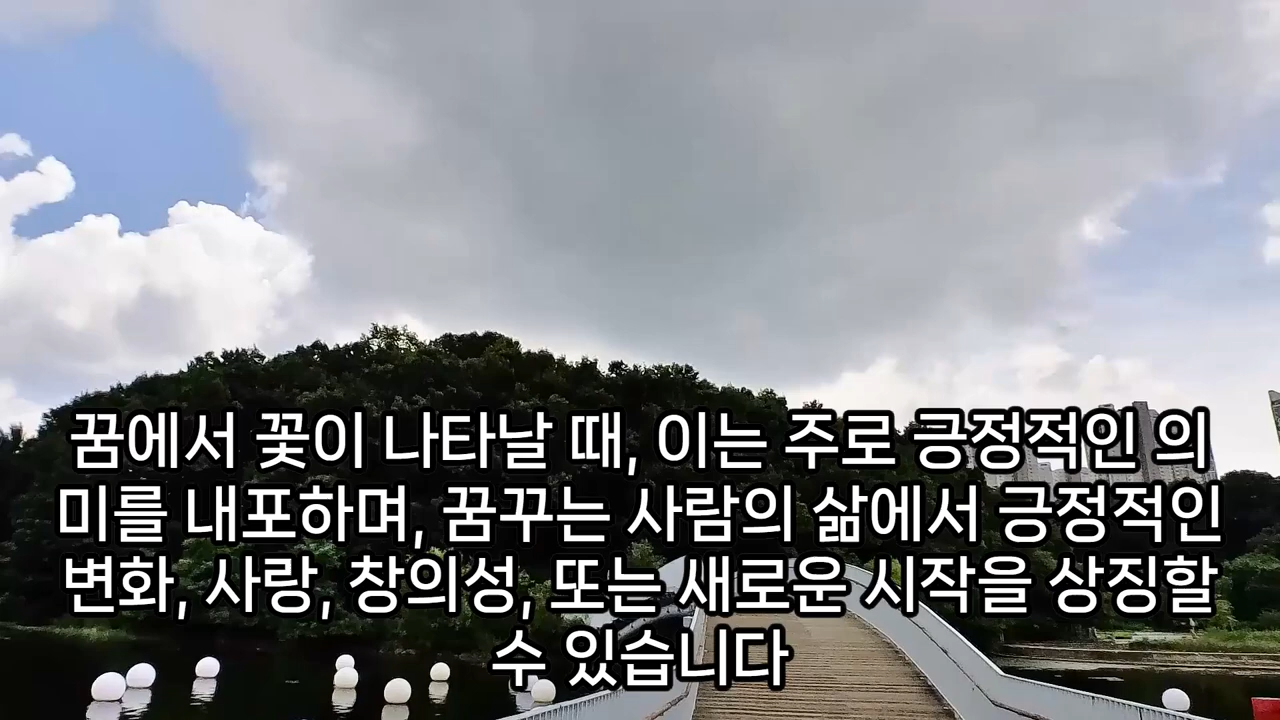 꿈에서 꽃이 나타날 때, 이는 주로 긍정적인 의
미를 내포하며, 꿈꾸는 사람의 삶에서 긍정적인
변화, 사랑, 창의성, 또는 새로운 시작을 상징할
수 있습니다